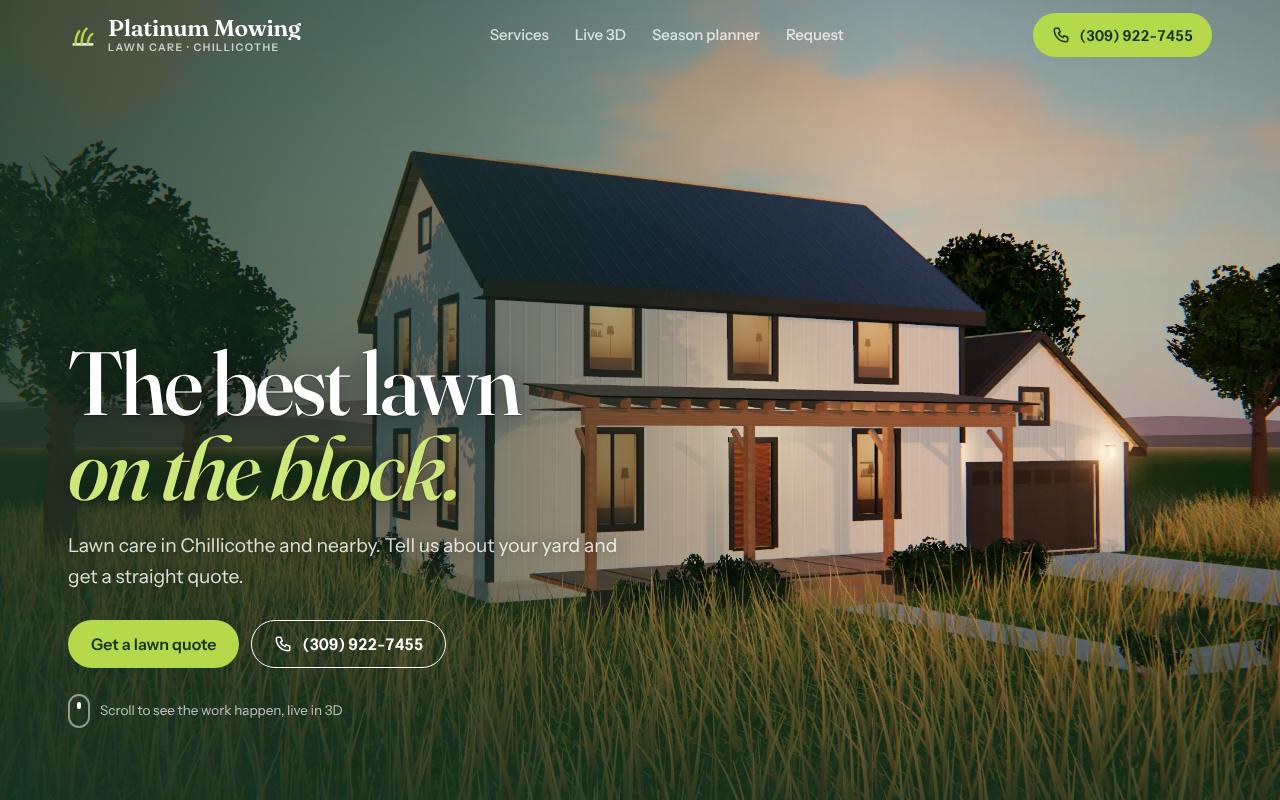 Platinum Mowing
LAWN CARE · CHILLICOTHE
Services
Live 3D
Season planner
Request
(309) 922-7455
The best lawn
on the block.
Lawn care in Chillicothe and nearby. Tell us about your yard and
get a straight quote.
Get a lawn quote
(309) 922-7455
Scroll to see the work happen, live in 3D